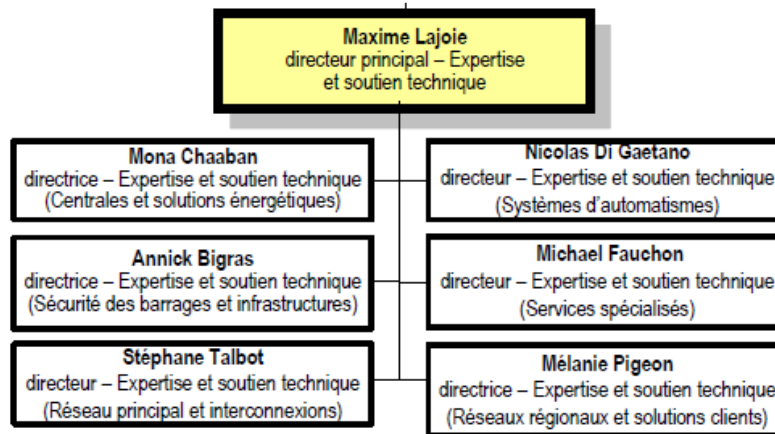 Maxime Lajoie
directeur principal – Expertise
et soutien technique
Mona Chaaban
directrice – Expertise et soutien technique
(Centrales et solutions énergétiques)
Nicolas Di Gaetano
directeur – Expertise et soutien technique
(Systèmes d'automatismes)
Annick Bigras
directrice – Expertise et soutien technique
(Sécurité des barrages et infrastructures)
Michael Fauchon
directeur – Expertise et soutien technique
(Services spécialisés)
Stéphane Talbot
directeur – Expertise et soutien technique
(Réseau principal et interconnexions)
Mélanie Pigeon
directrice – Expertise et soutien technique
(Réseaux régionaux et solutions clients)